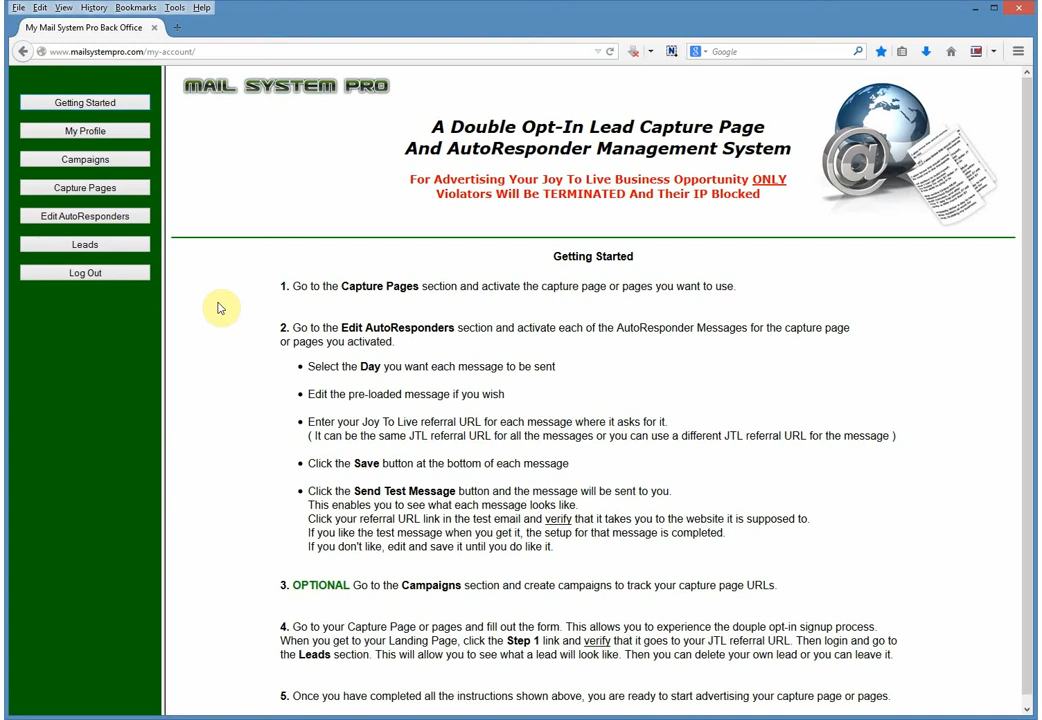 File Edit View History Bookmarks Tools Help
My Mail System Pro Back Office
www.mailsystempro.com/my-account/
Google
Getting Started
My Profile
Campaigns
Capture Pages
Edit AutoResponders
Leads
Log Out
MAIL SYSTEM PRO
A Double Opt-In Lead Capture Page
And AutoResponder Management System
For Advertising Your Joy To Live Business Opportunity ONLY
Violators Will Be TERMINATED And Their IP Blocked
Getting Started
1. Go to the Capture Pages section and activate the capture page or pages you want to use.
2. Go to the Edit AutoResponders section and activate each of the AutoResponder Messages for the capture page
or pages you activated.
• Select the Day you want each message to be sent
• Edit the pre-loaded message if you wish
• Enter your Joy To Live referral URL for each message where it asks for it.
( It can be the same JTL referral URL for all the messages or you can use a different JTL referral URL for the message )
• Click the Save button at the bottom of each message
• Click the Send Test Message button and the message will be sent to you.
This enables you to see what each message looks like.
Click your referral URL link in the test email and verify that it takes you to the website it is supposed to.
If you like the test message when you get it, the setup for that message is completed.
If you don't like, edit and save it until you do like it.
3. OPTIONAL Go to the Campaigns section and create campaigns to track your capture page URLs.
4. Go to your Capture Page or pages and fill out the form. This allows you to experience the douple opt-in signup process.
When you get to your Landing Page, click the Step 1 link and verify that it goes to your JTL referral URL. Then login and go to
the Leads section. This will allow you to see what a lead will look like. Then you can delete your own lead or you can leave it.
5. Once you have completed all the instructions shown above, you are ready to start advertising your capture page or pages.